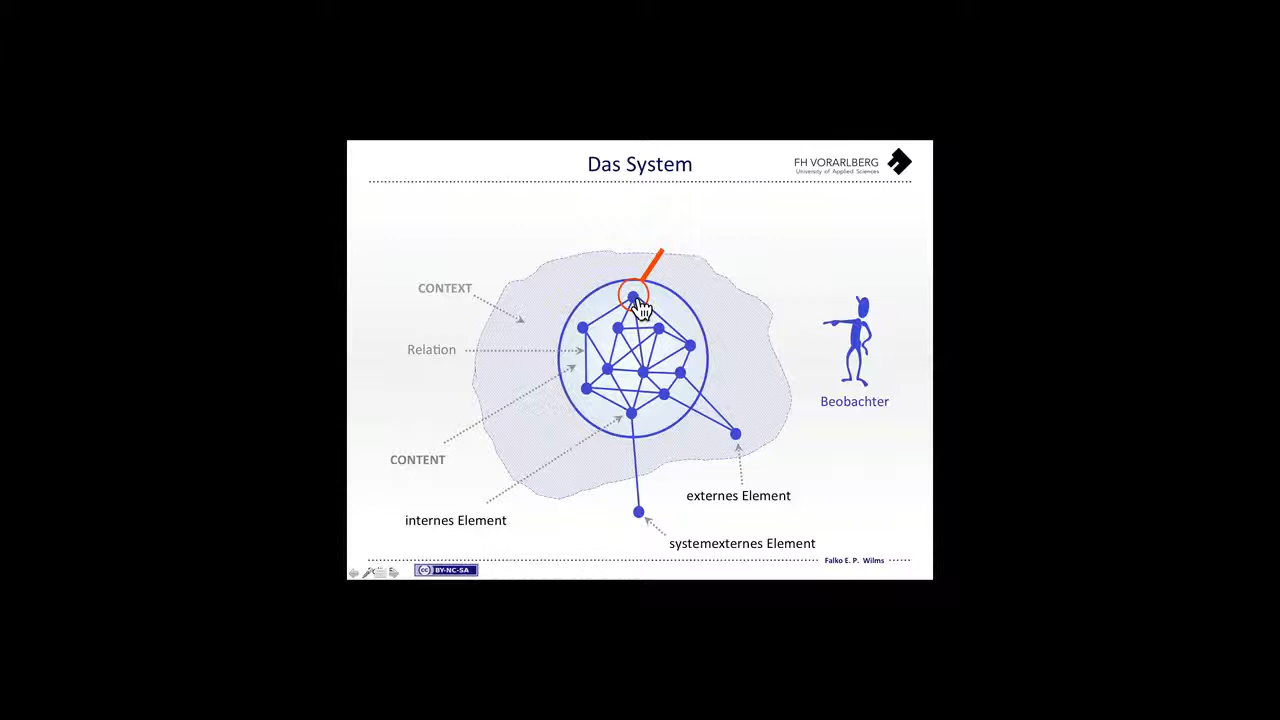 Das System
FH VORARLBERG
University of Applied Sciences
CONTEXT
Relation
CONTENT
internes Element
externes Element
systemexternes Element
Beobachter
Falko E. P. Wilms
cc BY-NC-SA